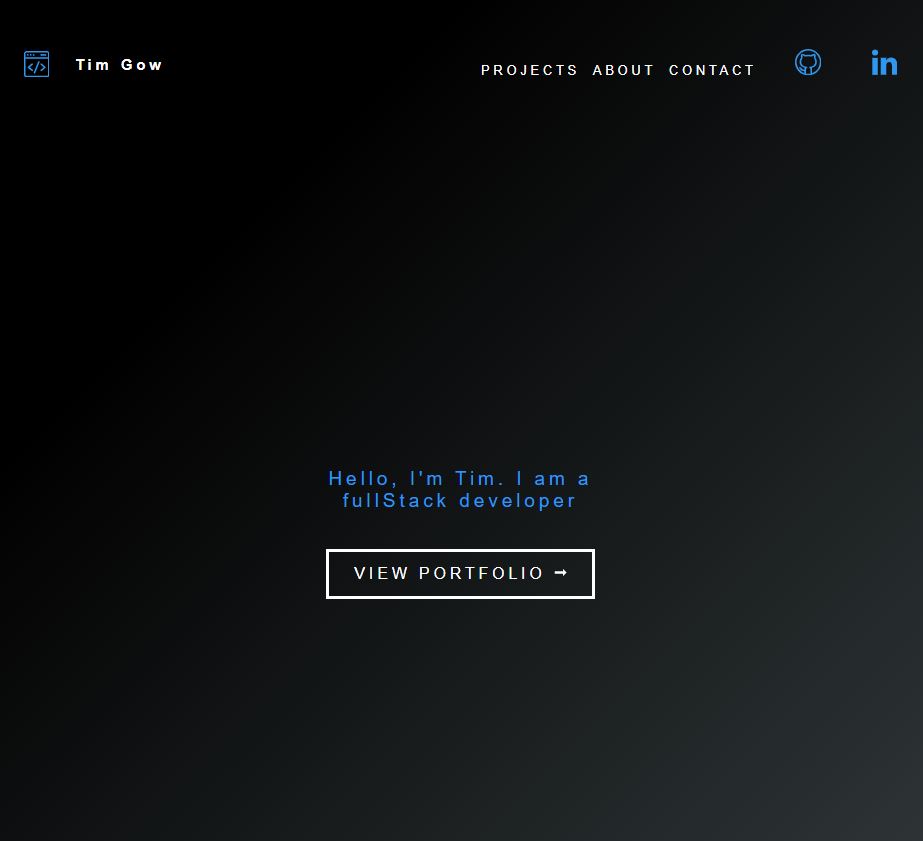 Tim Gow
PROJECTS ABOUT CONTACT
in
Hello, I'm Tim. I am a
fullStack developer
VIEW PORTFOLIO ➞